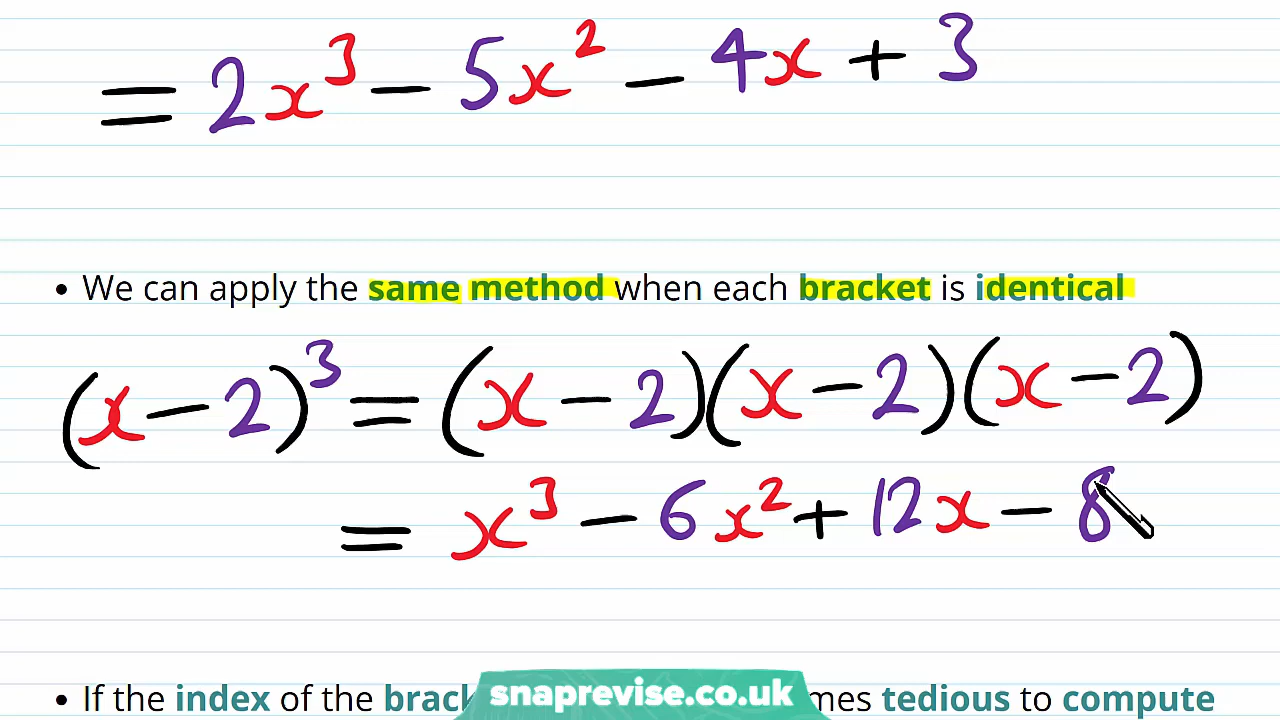 = 2x³ − 5x² − 4x + 3
• We can apply the same method when each bracket is identical
(x − 2)³ = (x − 2)(x − 2)(x − 2)
= x³ − 6x² + 12x − 8
• If the index of the brack mes tedious to compute
snaprevise.co.uk